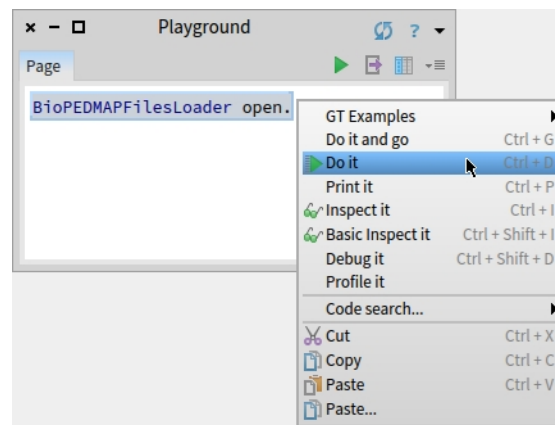 Playground
?
Page
BioPEDMAPFilesLoader open.
GT Examples
Do it and go Ctrl + G
Do it Ctrl + D
Print it Ctrl + P
Inspect it Ctrl + I
Basic Inspect it Ctrl + Shift + I
Debug it Ctrl + Shift + D
Profile it
Code search...
Cut Ctrl + X
Copy Ctrl + C
Paste Ctrl + V
Paste...